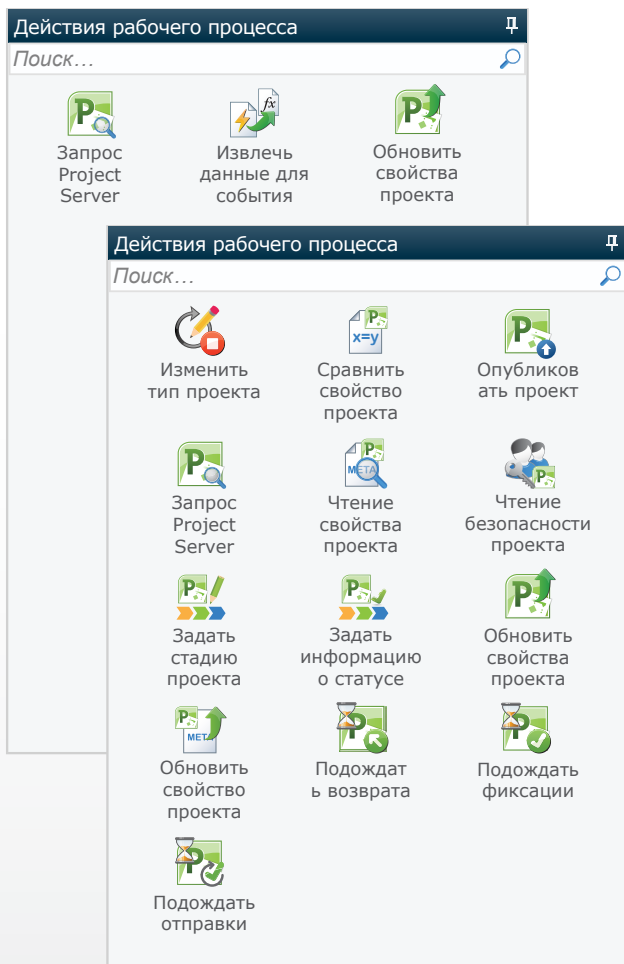 Действия рабочего процесса
Поиск...
Запрос
Project
Server
Извлечь
данные для
события
Обновить
свойства
проекта
Действия рабочего процесса
Поиск...
Изменить
тип проекта
Сравнить
свойство
проекта
Опубликов
ать проект
Запрос
Project
Server
Чтение
свойства
проекта
Чтение
безопасности
проекта
Задать
стадию
проекта
Задать
информацию
о статусе
Обновить
свойства
проекта
Обновить
свойство
проекта
Подождат
ь возврата
Подождать
фиксации
Подождать
отправки